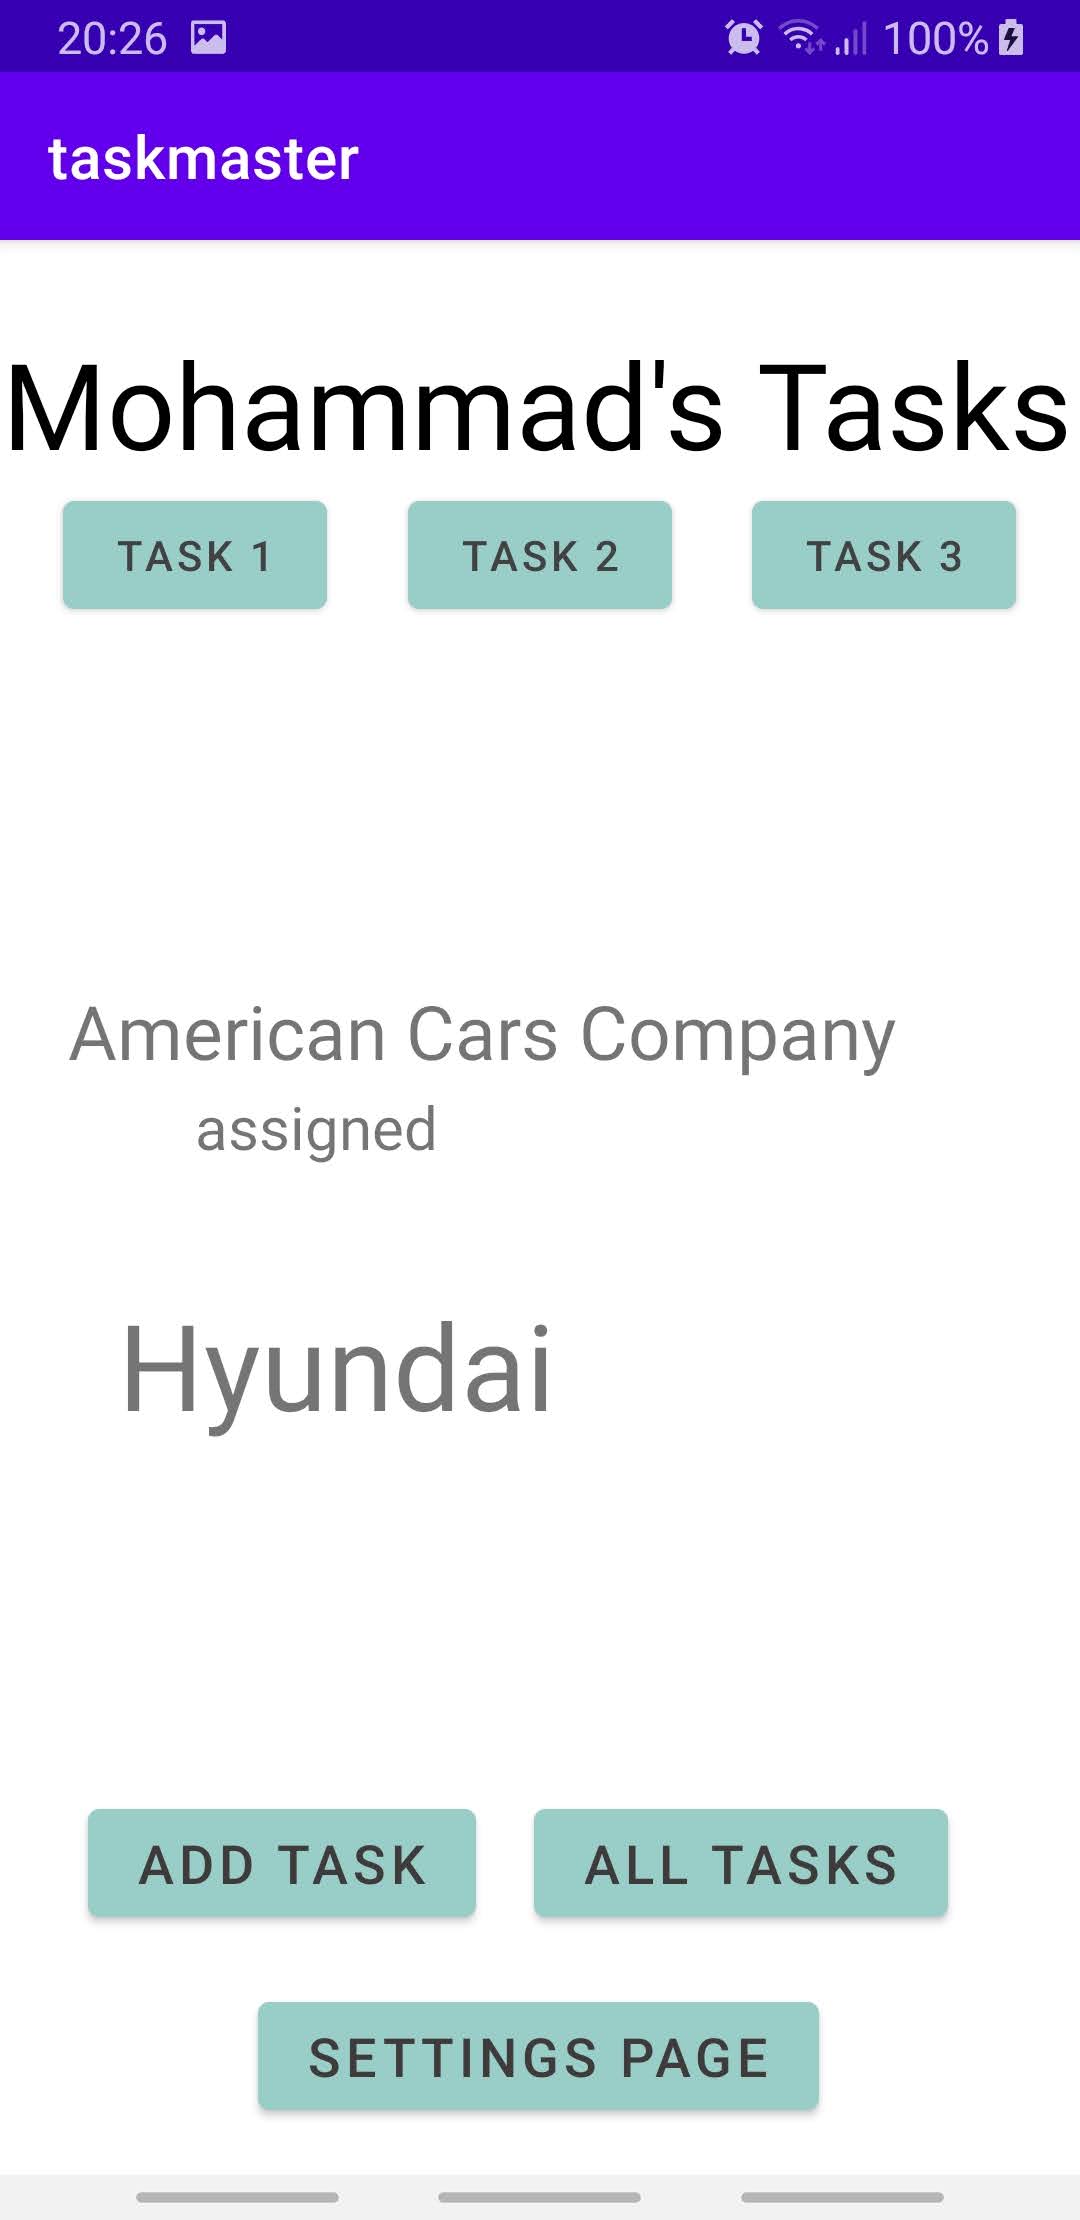 20:26 100%
taskmaster
Mohammad's Tasks
TASK 1 TASK 2 TASK 3
American Cars Company
assigned
Hyundai
ADD TASK ALL TASKS
SETTINGS PAGE